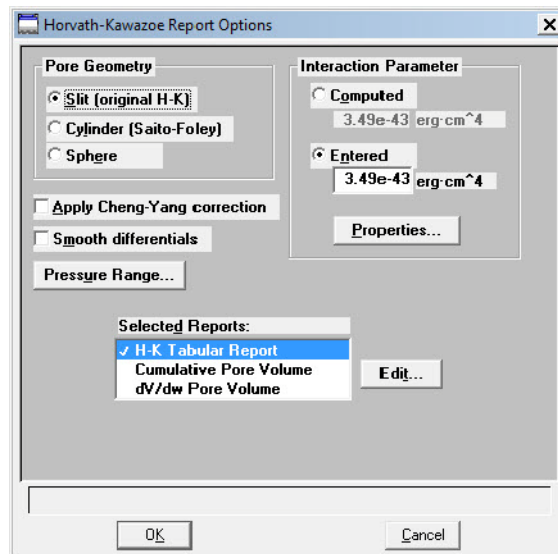 Horvath-Kawazoe Report Options
Pore Geometry
Slit (original H-K)
Cylinder (Saito-Foley)
Sphere
Interaction Parameter
Computed
3.49e-43 erg·cm^4
Entered
3.49e-43 erg·cm^4
Properties...
Apply Cheng-Yang correction
Smooth differentials
Pressure Range...
Selected Reports:
✓ H-K Tabular Report
Cumulative Pore Volume
dV/dw Pore Volume
Edit...
OK
Cancel